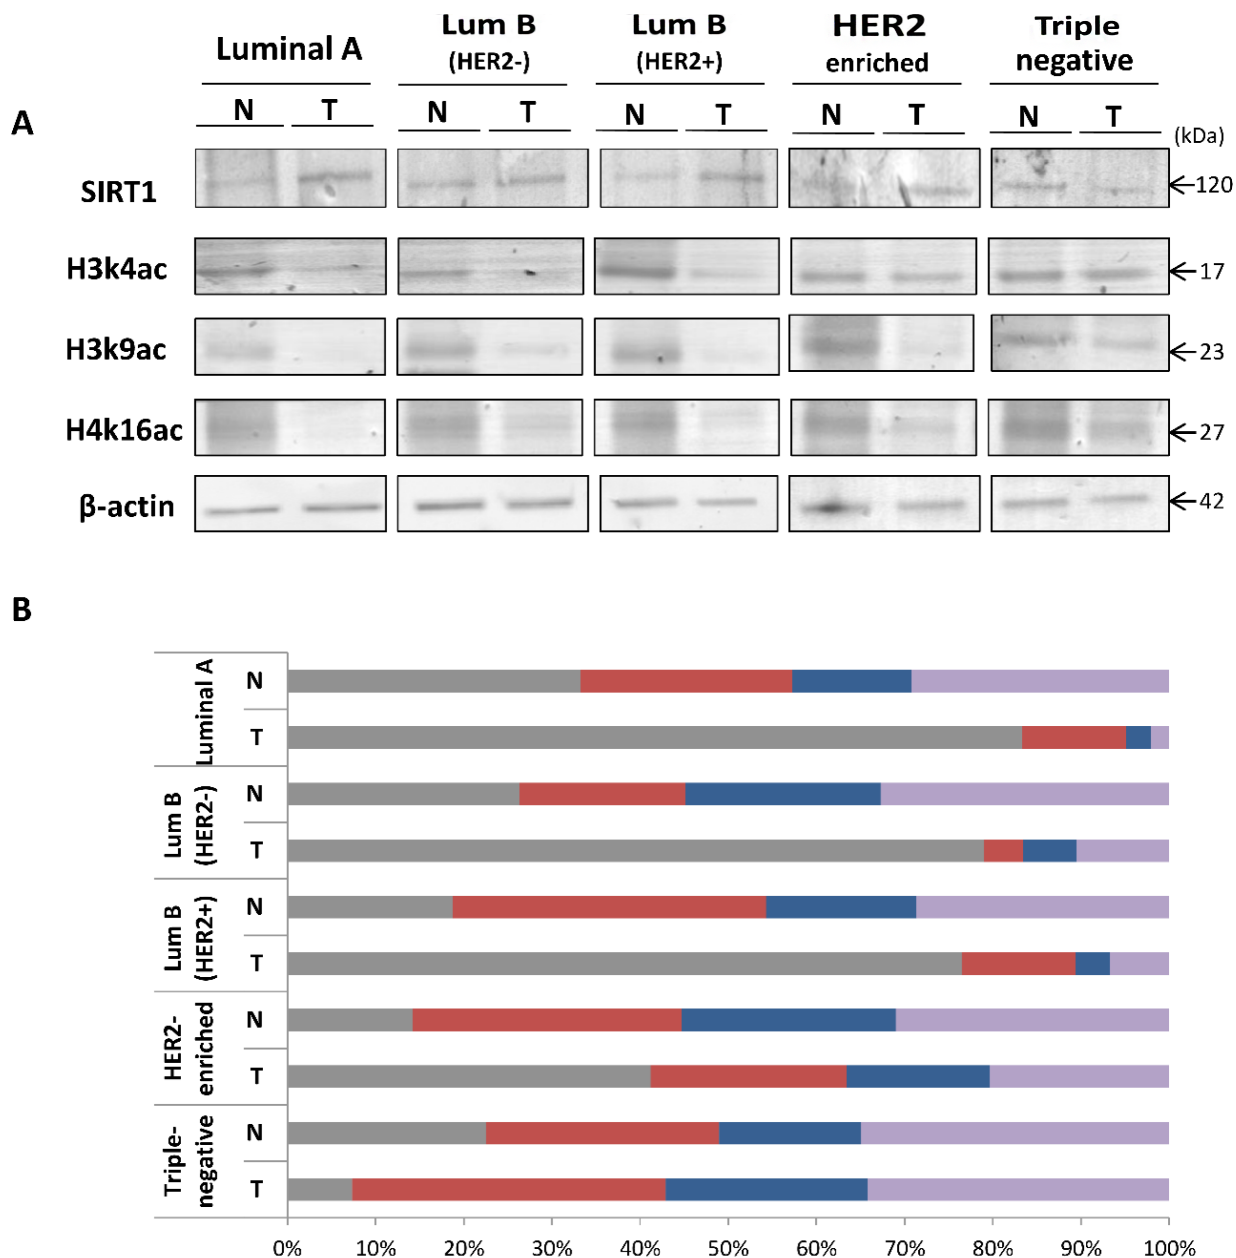 Luminal A
Lum B
(HER2-)
Lum B
(HER2+)
HER2
enriched
Triple
negative
N T N T N T N T N T
A
(kDa)
SIRT1
120
H3k4ac
17
H3k9ac
23
H4k16ac
27
β-actin
42
B
Luminal A
N
T
Lum B
(HER2-)
N
T
Lum B
(HER2+)
N
T
HER2-
enriched
N
T
Triple-
negative
N
T
0% 10% 20% 30% 40% 50% 60% 70% 80% 90% 100%